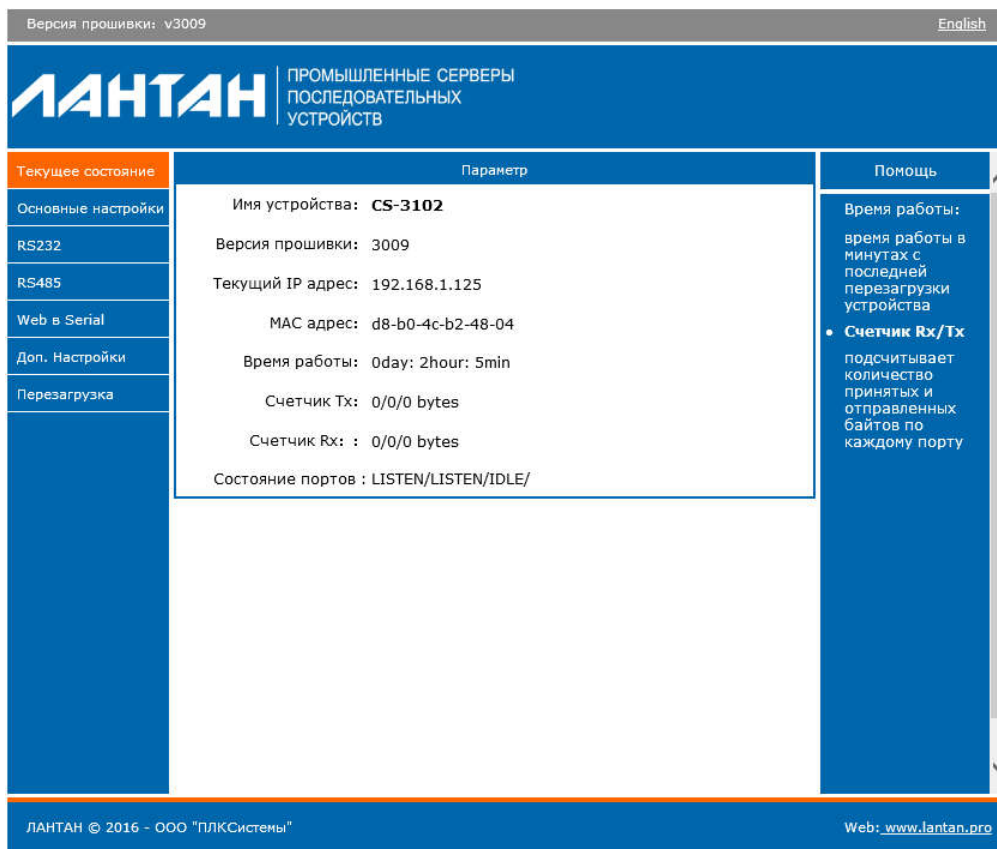 Версия прошивки: v3009
English
ЛАНТАН
ПРОМЫШЛЕННЫЕ СЕРВЕРЫ
ПОСЛЕДОВАТЕЛЬНЫХ
УСТРОЙСТВ
Текущее состояние
Основные настройки
RS232
RS485
Web в Serial
Доп. Настройки
Перезагрузка
Параметр
Имя устройства: CS-3102
Версия прошивки: 3009
Текущий IP адрес: 192.168.1.125
MAC адрес: d8-b0-4c-b2-48-04
Время работы: 0day: 2hour: 5min
Счетчик Tx: 0/0/0 bytes
Счетчик Rx: : 0/0/0 bytes
Состояние портов : LISTEN/LISTEN/IDLE/
Помощь
Время работы:
время работы в
минутах с
последней
перезагрузки
устройства
• Счетчик Rx/Tx
подсчитывает
количество
принятых и
отправленных
байтов по
каждому порту
ЛАНТАН © 2016 - ООО "ПЛКСистемы"
Web: www.lantan.pro